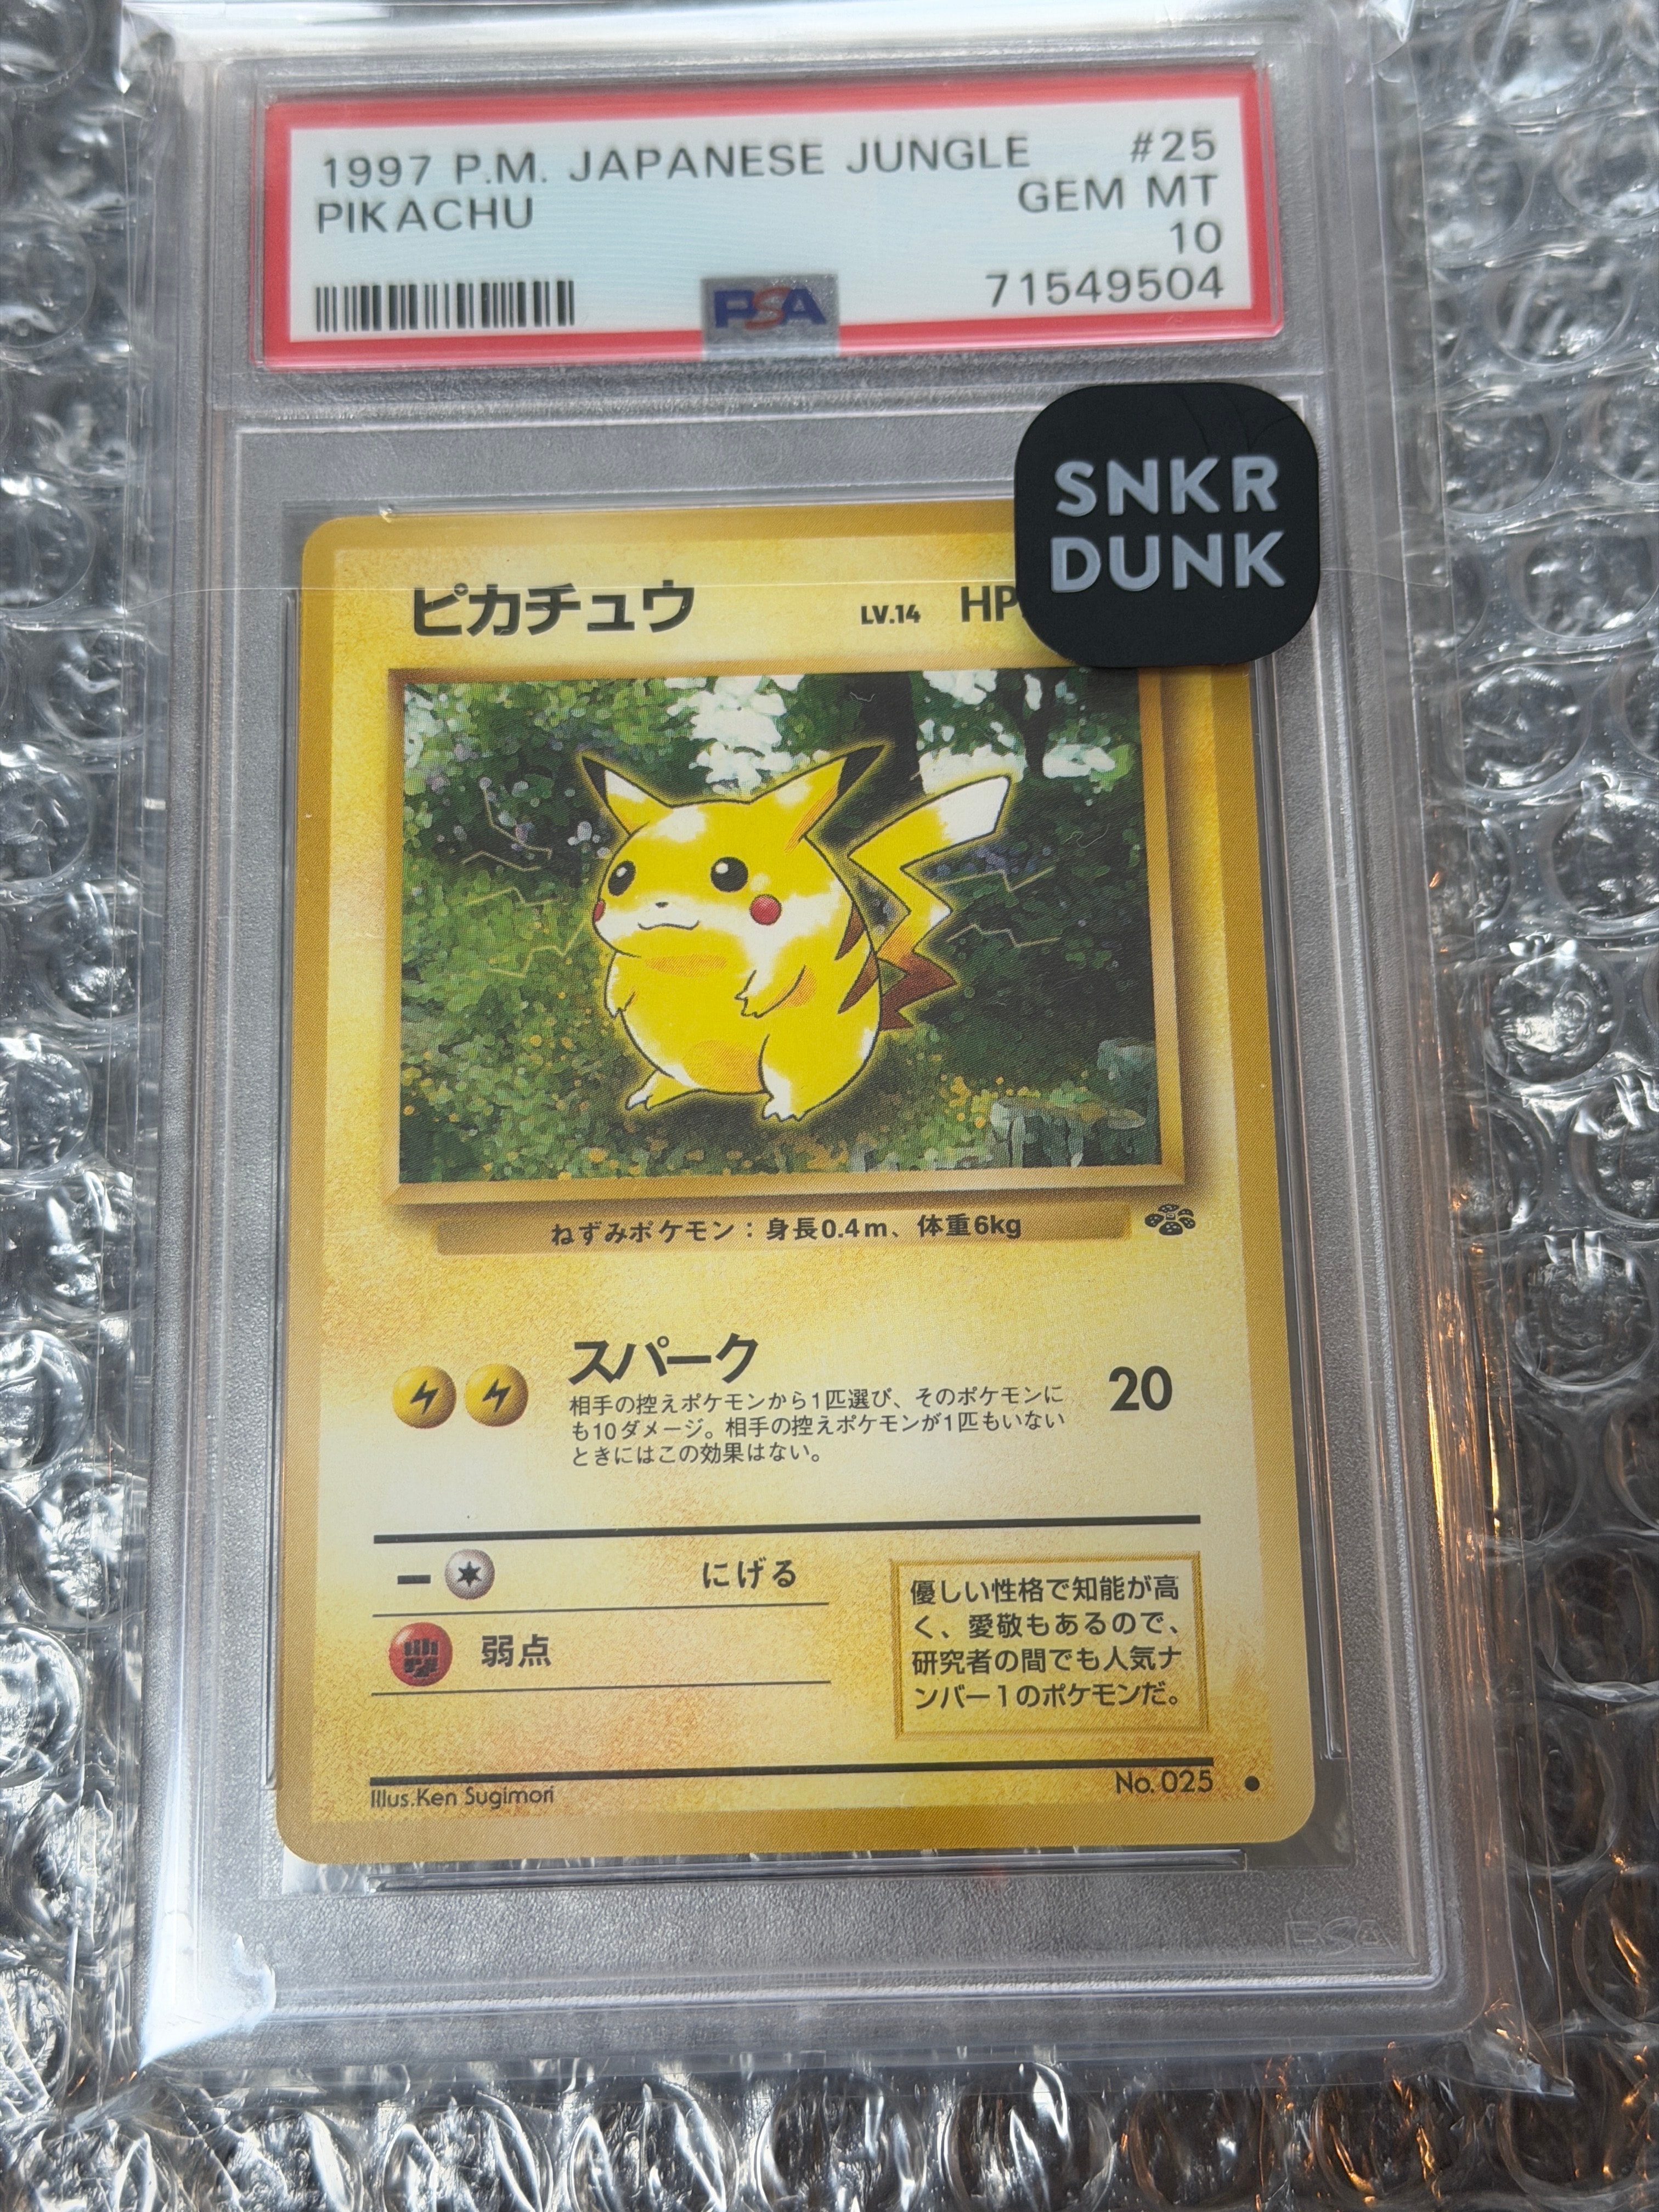 1997 P.M. JAPANESE JUNGLE #25
PIKACHU GEM MT
10
PSA 71549504
SNKR
DUNK
ピカチュウ LV.14 HP
ねずみポケモン：身長0.4m、体重6kg
スパーク 20
相手の控えポケモンから1匹選び、そのポケモンに
も10ダメージ。相手の控えポケモンが1匹もいない
ときにはこの効果はない。
にげる
弱点
優しい性格で知能が高
く、愛敬もあるので、
研究者の間でも人気ナ
ンバー1のポケモンだ。
Illus.Ken Sugimori No.025 ●
PSA